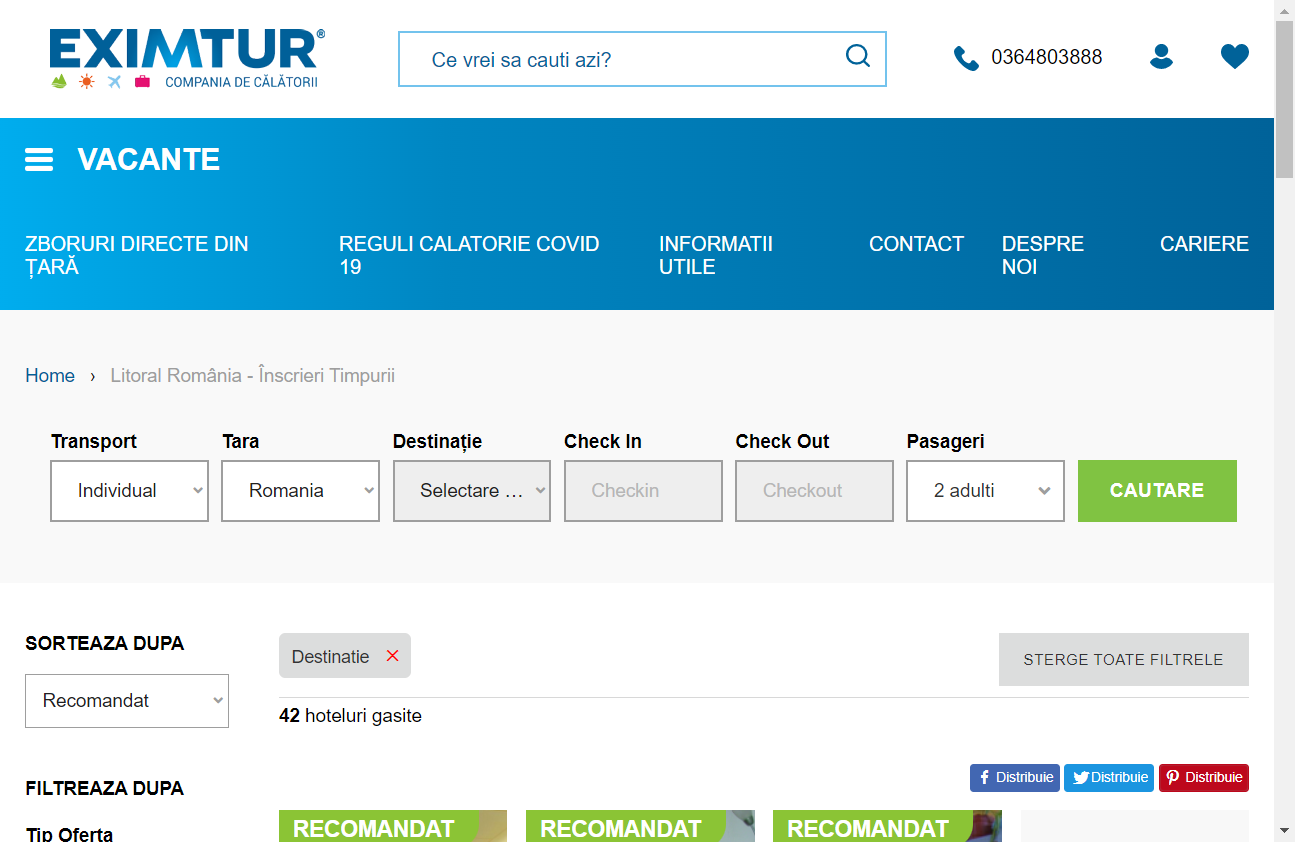 EXIMTUR®
COMPANIA DE CĂLĂTORII
Ce vrei sa cauti azi?
0364803888
VACANTE
ZBORURI DIRECTE DIN
ȚARĂ
REGULI CALATORIE COVID
19
INFORMATII
UTILE
CONTACT
DESPRE
NOI
CARIERE
Home › Litoral România - Înscrieri Timpurii
Transport
Tara
Destinație
Check In
Check Out
Pasageri
Individual
Romania
Selectare ...
Checkin
Checkout
2 adulti
CAUTARE
SORTEAZA DUPA
Recomandat
Destinatie
STERGE TOATE FILTRELE
42 hoteluri gasite
Distribuie
Distribuie
Distribuie
FILTREAZA DUPA
Tip Oferta
RECOMANDAT
RECOMANDAT
RECOMANDAT